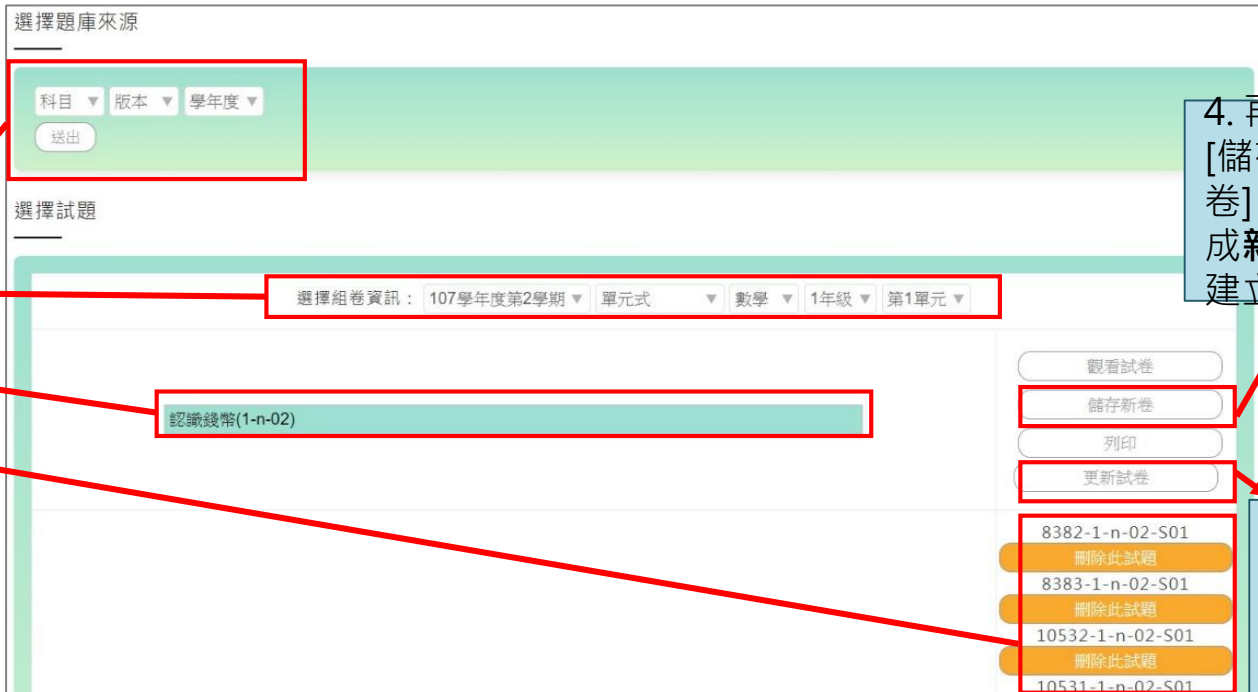 選擇題庫來源
科目 版本 學年度
送出
選擇試題
選擇組卷資訊： 107學年度第2學期 單元式 數學 1年級 第1單元
認識錢幣(1-n-02)
觀看試卷
儲存新卷
列印
更新試卷
8382-1-n-02-S01
刪除此試題
8383-1-n-02-S01
刪除此試題
10532-1-n-02-S01
刪除此試題
10531-1-n-02-S01
4. 再
[儲存
卷]
成新
建立